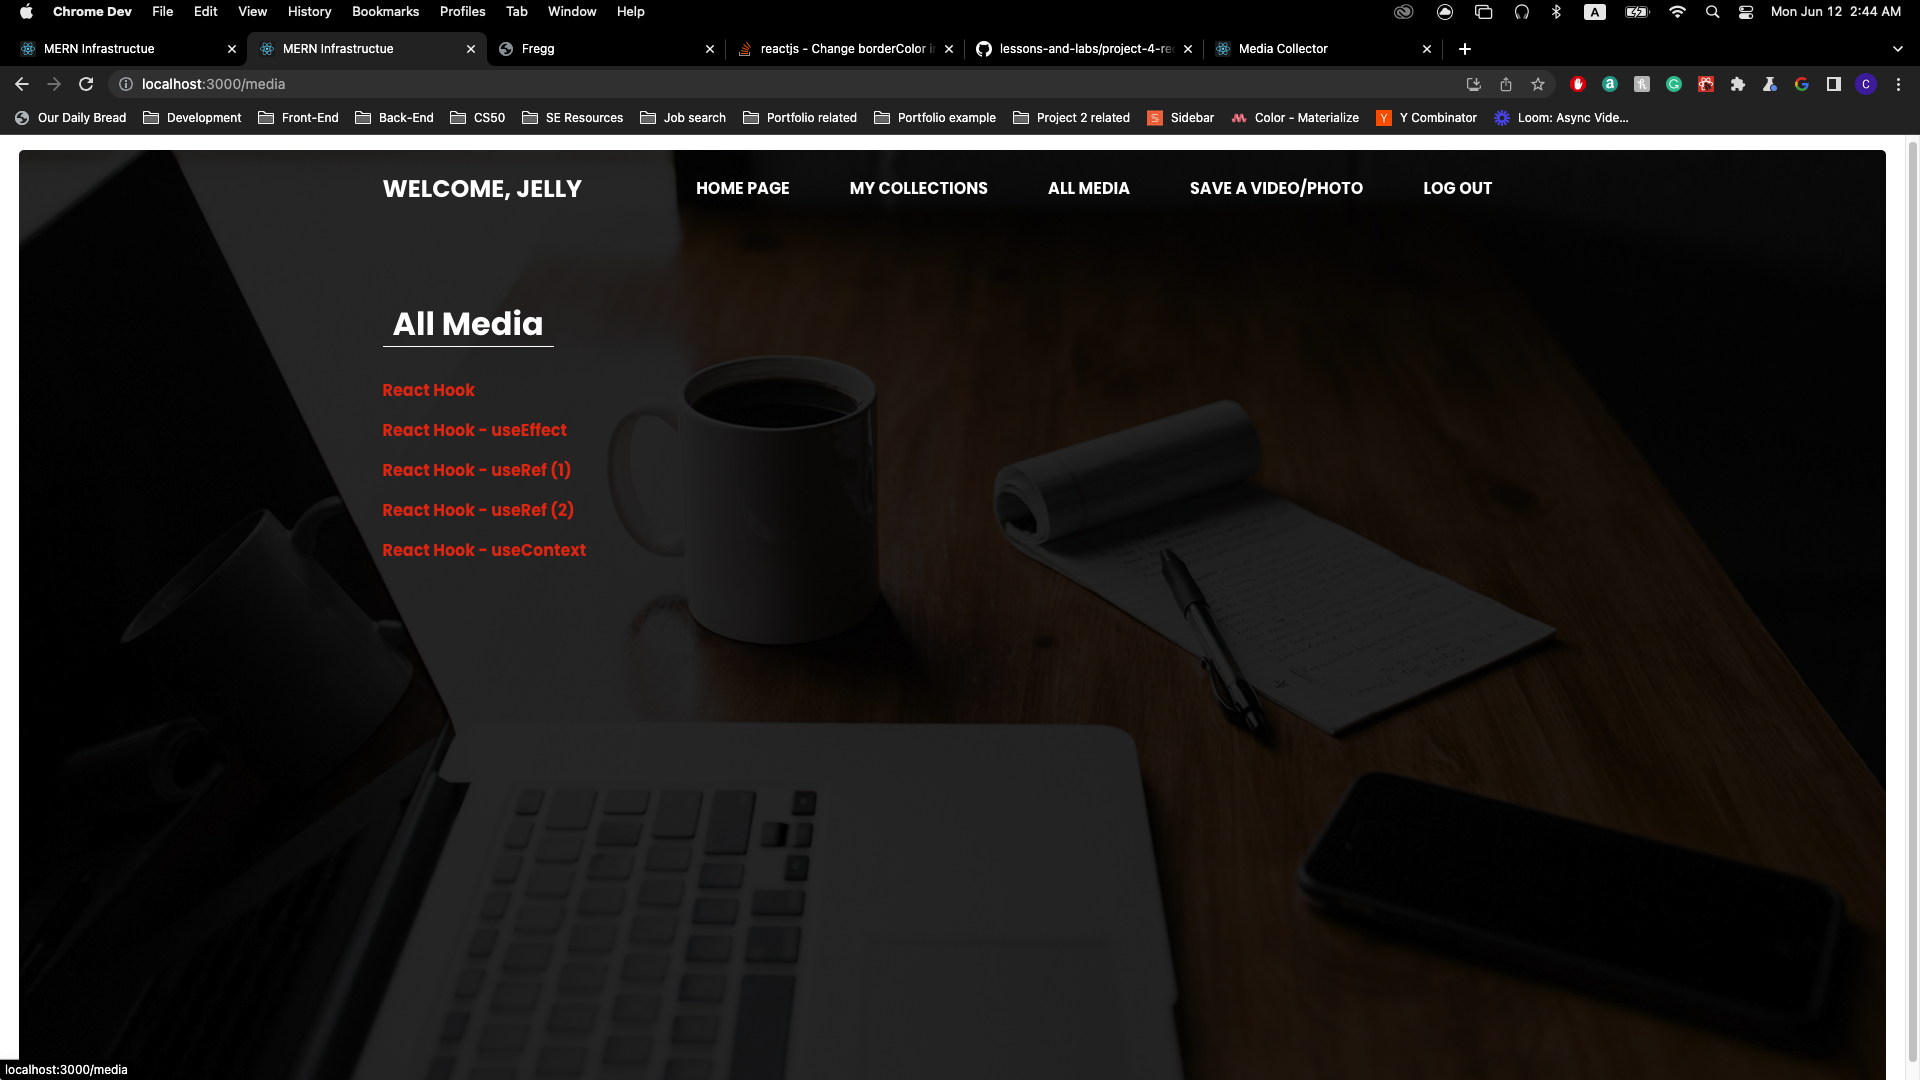 Chrome Dev File Edit View History Bookmarks Profiles Tab Window Help A Mon Jun 12 2:44 AM
MERN Infrastructue MERN Infrastructue Fregg reactjs - Change borderColor i lessons-and-labs/project-4-re Media Collector
localhost:3000/media C
Our Daily Bread Development Front-End Back-End CS50 SE Resources Job search Portfolio related Portfolio example Project 2 related S Sidebar Color - Materialize Y Y Combinator Loom: Async Vide...
WELCOME, JELLY HOME PAGE MY COLLECTIONS ALL MEDIA SAVE A VIDEO/PHOTO LOG OUT
All Media
React Hook
React Hook - useEffect
React Hook - useRef (1)
React Hook - useRef (2)
React Hook - useContext
localhost:3000/media